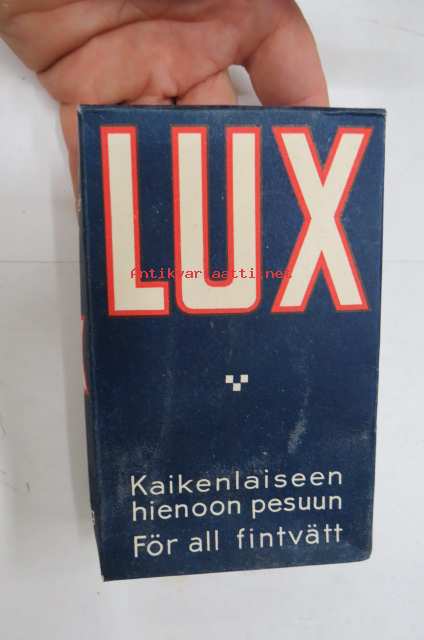 LUX
Antikvariaatti.net
Kaikenlaiseen
hienoon pesuun
För all fintvätt